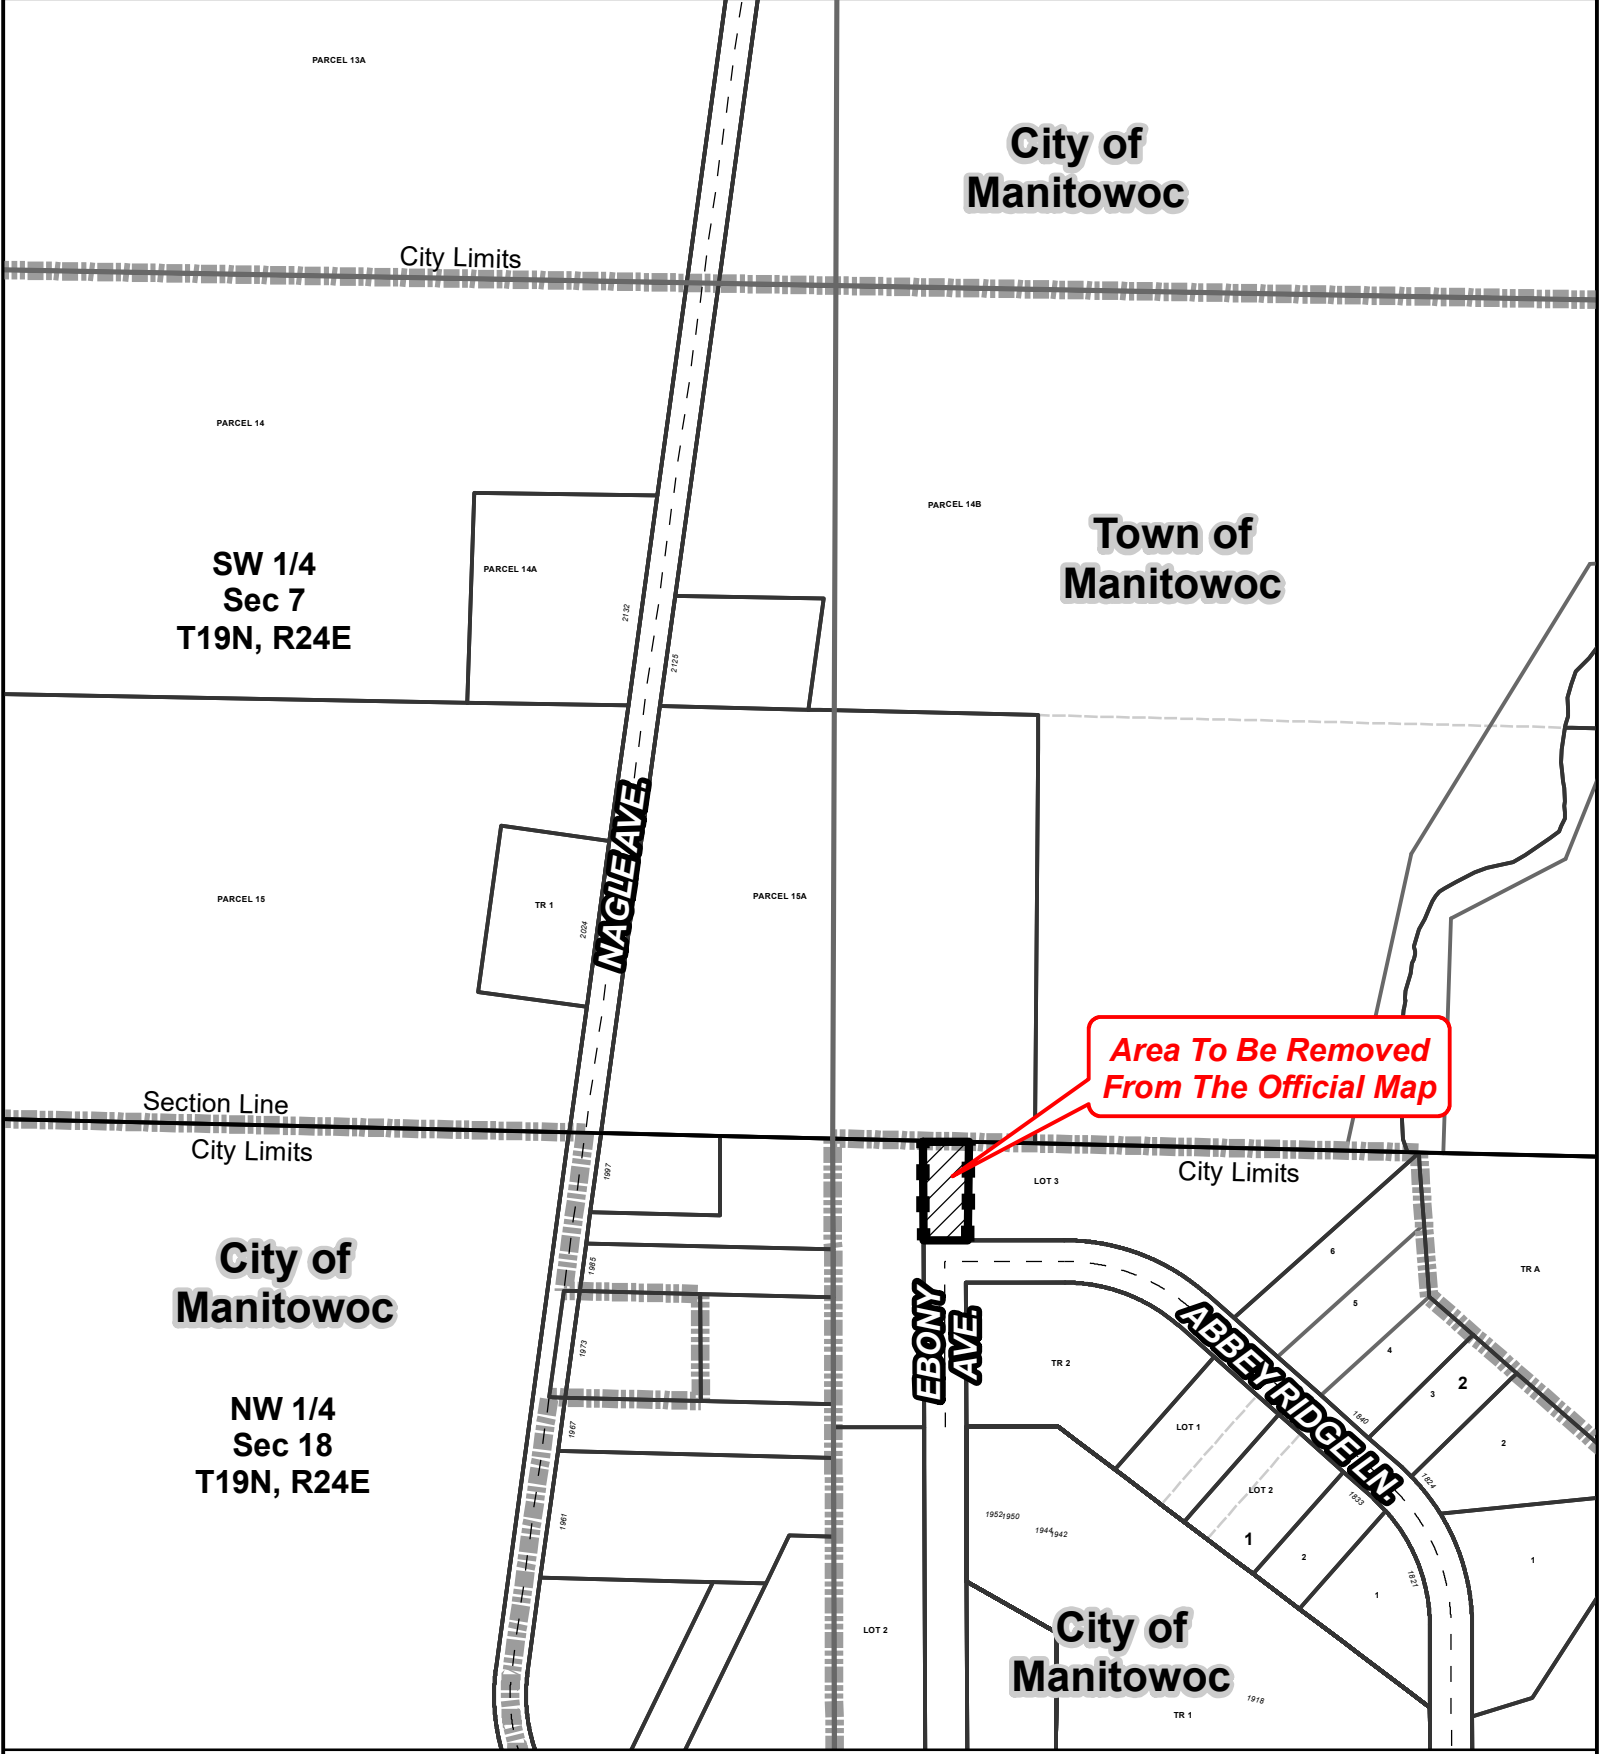 PARCEL 13A
City of
Manitowoc
City Limits
PARCEL 14
PARCEL 14B
Town of
Manitowoc
SW 1/4
Sec 7
T19N, R24E
PARCEL 14A
2132
2125
NAGLE AVE.
PARCEL 15
TR 1
2024
PARCEL 15A
Area To Be Removed
From The Official Map
Section Line
City Limits
City Limits
1997
LOT 3
City of
Manitowoc
1985
6
TR A
5
EBONY
AVE.
ABBEY RIDGE LN.
1973
TR 2
4
2
3
NW 1/4
Sec 18
T19N, R24E
1967
LOT 1
1840
2
1824
LOT 2
1833
1961
1952
1950
1944
1942
1
2
1
1821
1
City of
Manitowoc
LOT 2
1918
TR 1